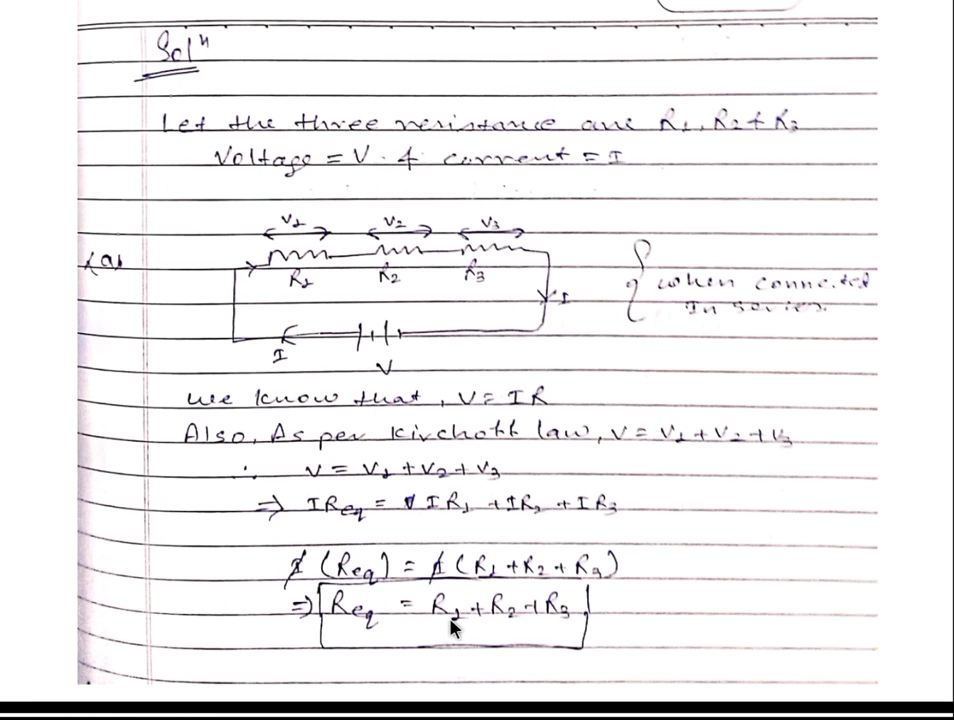 Solⁿ
Let the three resistance are R₁, R₂ & R₃
Voltage = V. & current = I
V₁ V₂ V₃
(a)
R₁ R₂ R₃
{ when connected
In series.
I
I
V
we know that, V = IR
Also, As per Kirchoff law, V = V₁ + V₂ + V₃
∴ V = V₁ + V₂ + V₃
⇒ IReq = IR₁ + IR₂ + IR₃
I (Req) = I (R₁ + R₂ + R₃)
⇒ Req = R₁ + R₂ + R₃